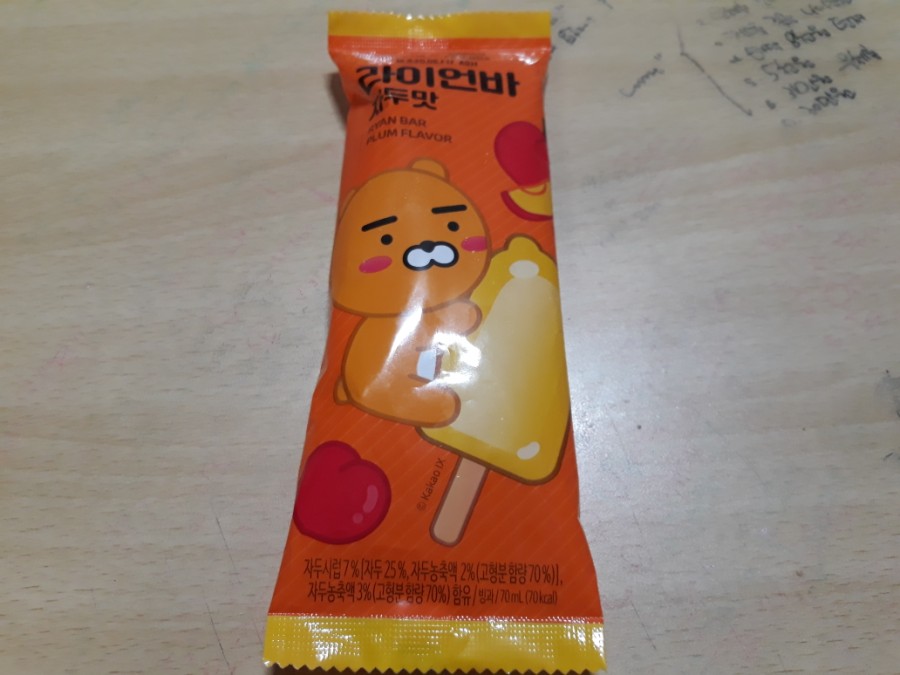 라이언바
자두맛
RYAN BAR
PLUM FLAVOR
© Kakao IX
자두시럽 7% [자두 25%, 자두농축액 2% (고형분 함량 70%)],
자두농축액 3% (고형분 함량 70%) 함유 / 빙과 / 70 mL (70 kcal)